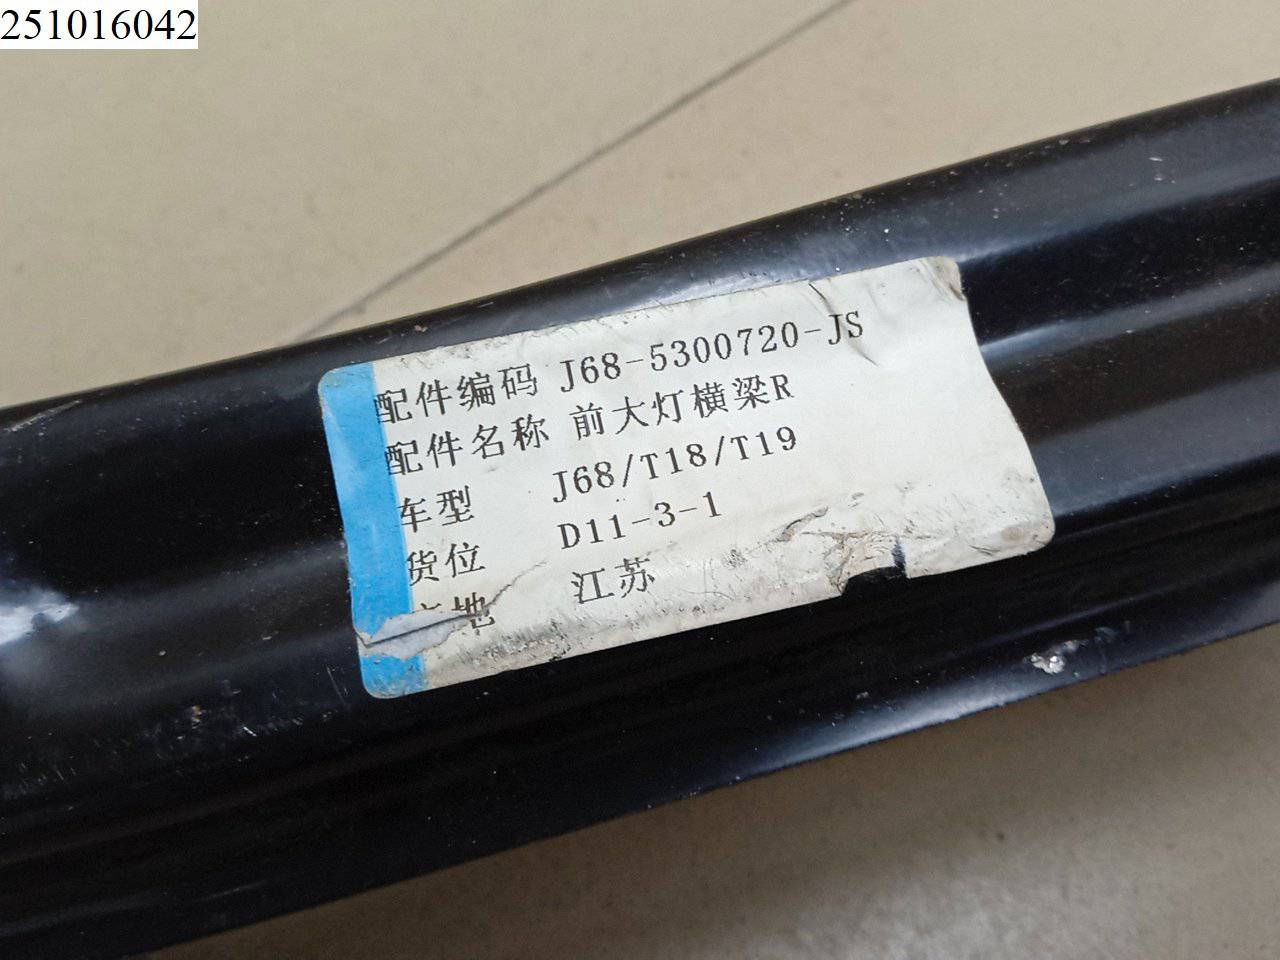 251016042
配件编码 J68-5300720-JS
配件名称 前大灯横梁R
车型 J68/T18/T19
货位 D11-3-1
地 江苏